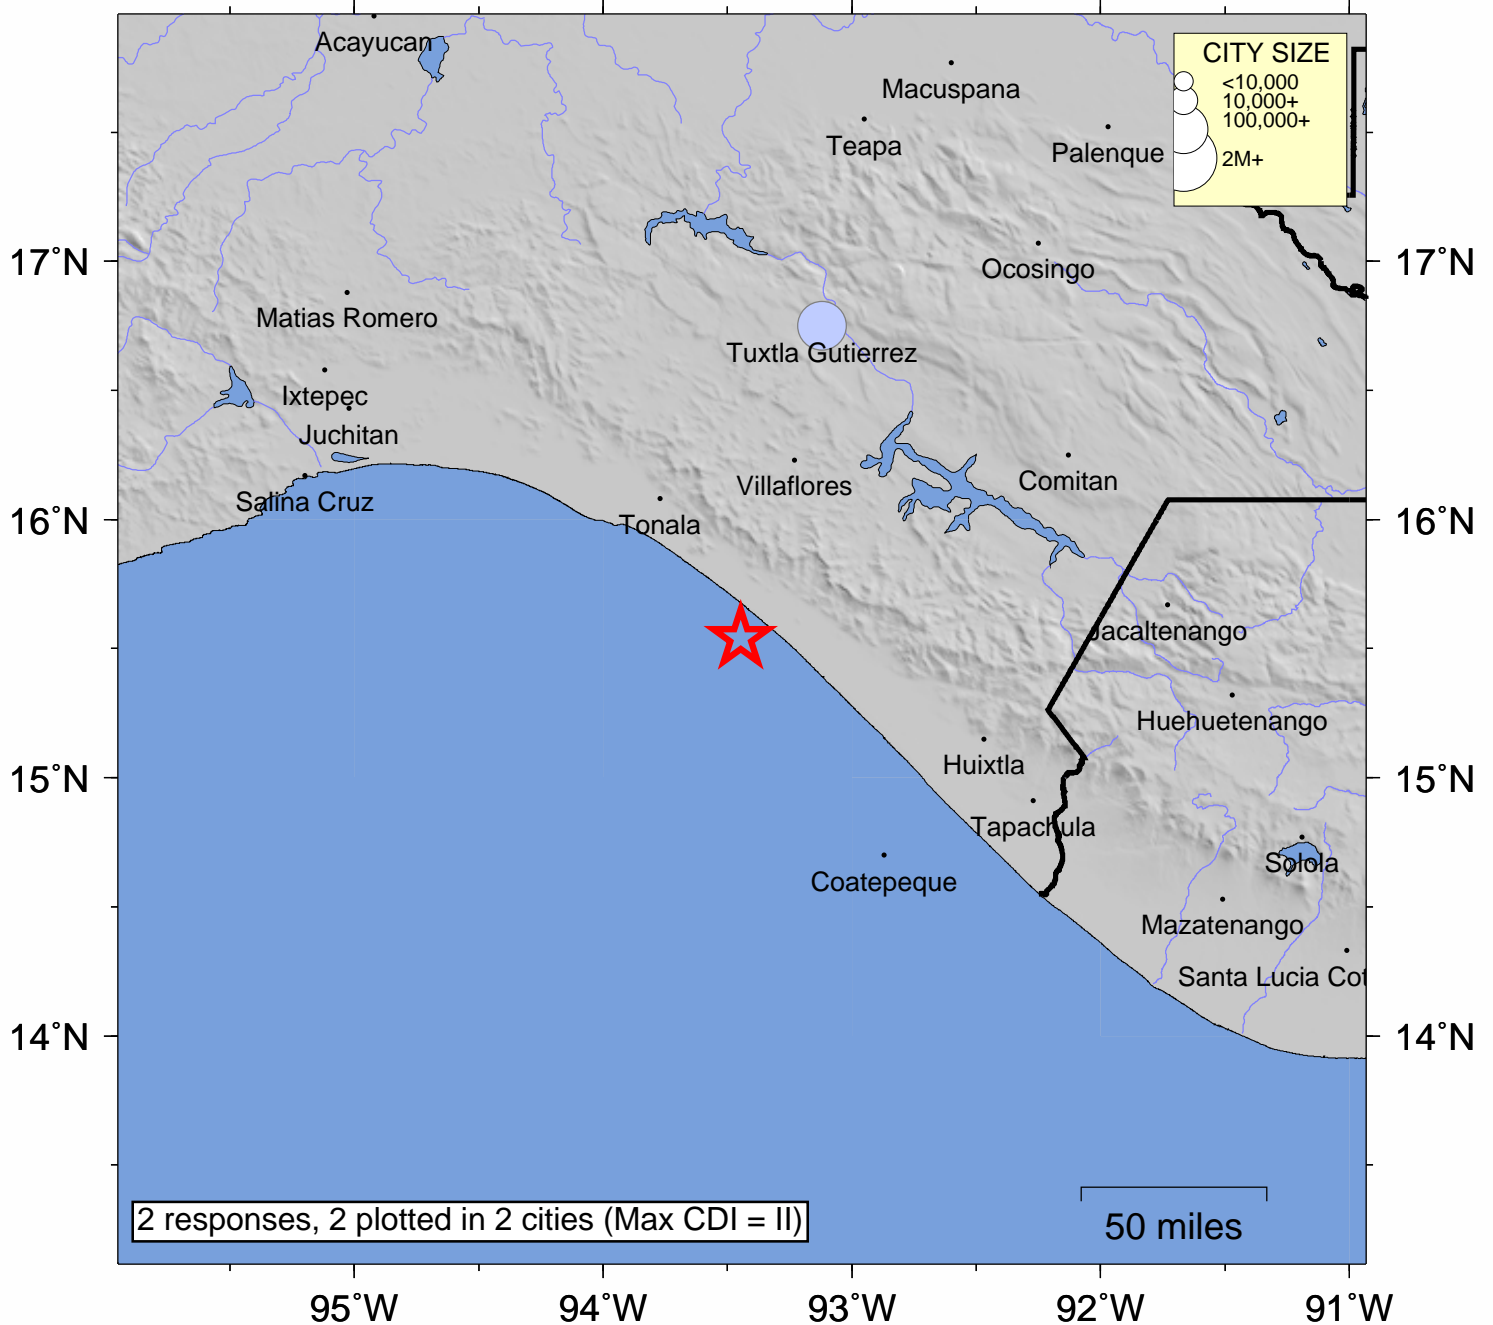 Acayucan
CITY SIZE
<10,000
10,000+
100,000+
2M+
Macuspana
Teapa
Palenque
17°N
17°N
Ocosingo
Matias Romero
Tuxtla Gutierrez
Ixtepec
Juchitan
Villaflores
Comitan
Salina Cruz
16°N
Tonala
16°N
Jacaltenango
Huehuetenango
Huixtla
15°N
15°N
Tapachula
Solola
Coatepeque
Mazatenango
Santa Lucia Cot
14°N
14°N
2 responses, 2 plotted in 2 cities (Max CDI = II)
50 miles
95°W
94°W
93°W
92°W
91°W